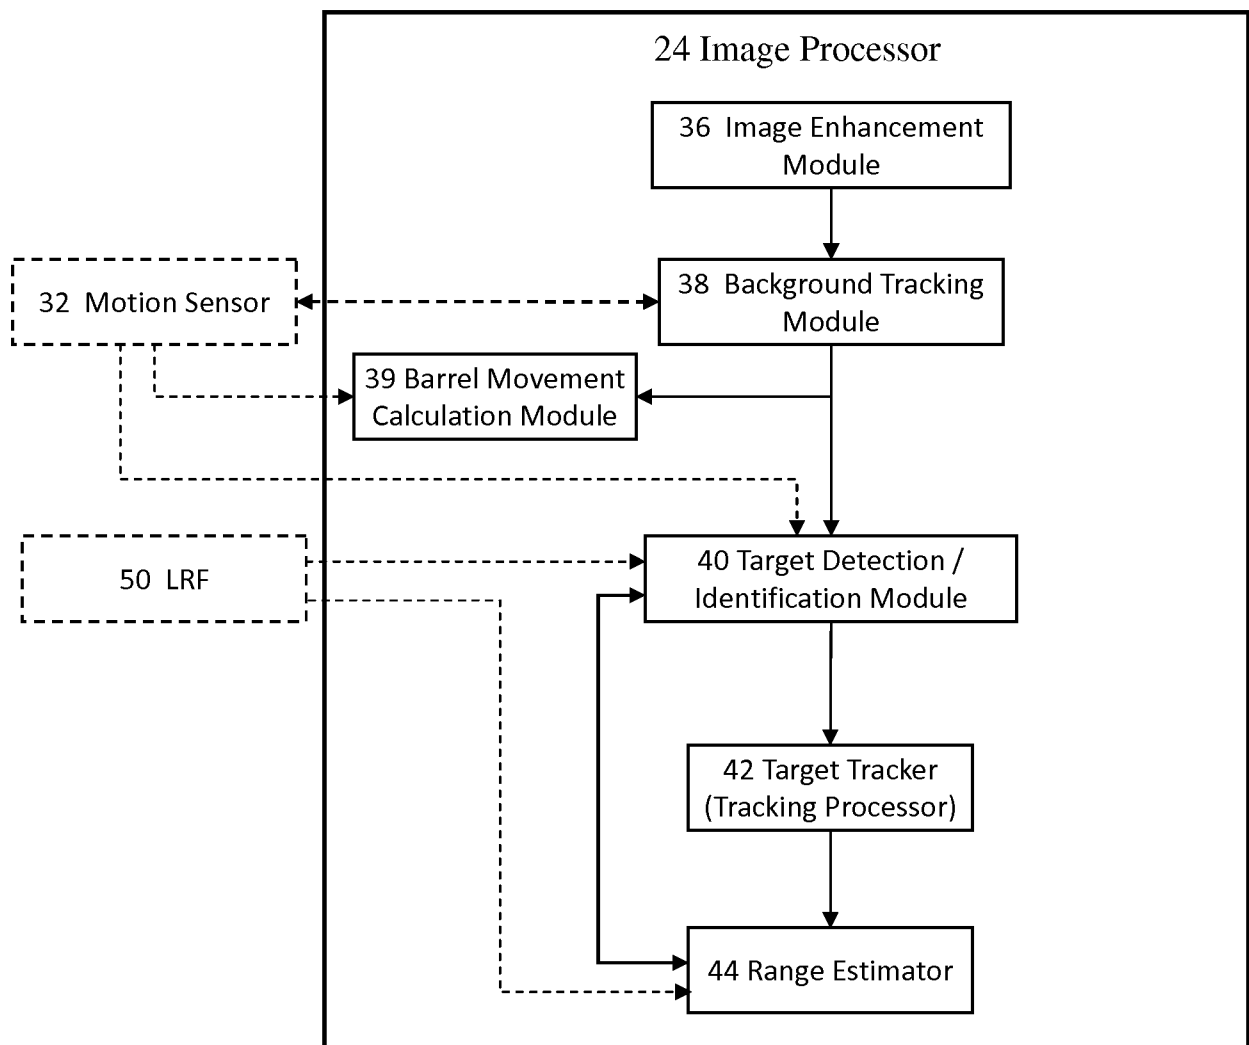 24 Image Processor
36 Image Enhancement
Module
32 Motion Sensor
38 Background Tracking
Module
39 Barrel Movement
Calculation Module
50 LRF
40 Target Detection /
Identification Module
42 Target Tracker
(Tracking Processor)
44 Range Estimator